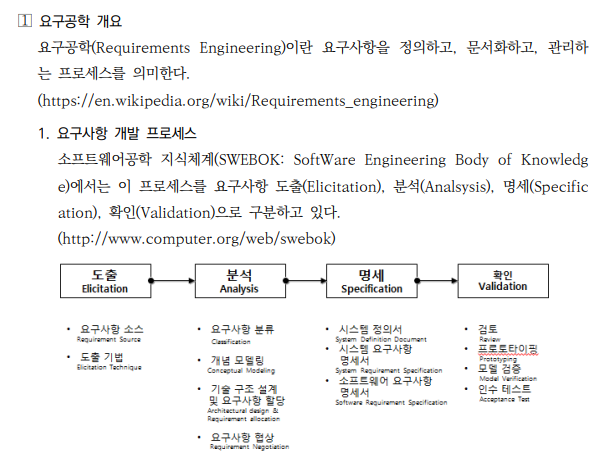 1 요구공학 개요
요구공학(Requirements Engineering)이란 요구사항을 정의하고, 문서화하고, 관리하
는 프로세스를 의미한다.
(https://en.wikipedia.org/wiki/Requirements_engineering)
1. 요구사항 개발 프로세스
소프트웨어공학 지식체계(SWEBOK: SoftWare Engineering Body of Knowledg
e)에서는 이 프로세스를 요구사항 도출(Elicitation), 분석(Analsysis), 명세(Specific
ation), 확인(Validation)으로 구분하고 있다.
(http://www.computer.org/web/swebok)
도출
Elicitation
분석
Analysis
명세
Specification
확인
Validation
• 요구사항 소스
Requirement Source
• 도출 기법
Elicitation Technique
• 요구사항 분류
Classification
• 개념 모델링
Conceptual Modeling
• 기술 구조 설계
및 요구사항 할당
Architectural design &
Requirement allocation
• 요구사항 협상
Requirement Negotiation
• 시스템 정의서
System Definition Document
• 시스템 요구사항
명세서
System Requirement Specification
• 소프트웨어 요구사항
명세서
Software Requirement Specification
• 검토
Review
• 프로토타이핑
Prototyping
• 모델 검증
Model Verification
• 인수 테스트
Acceptance Test